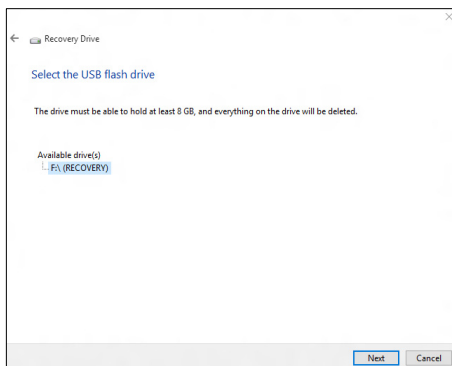 Recovery Drive
Select the USB flash drive
The drive must be able to hold at least 8 GB, and everything on the drive will be deleted.
Available drive(s)
F:\ (RECOVERY)
Next Cancel